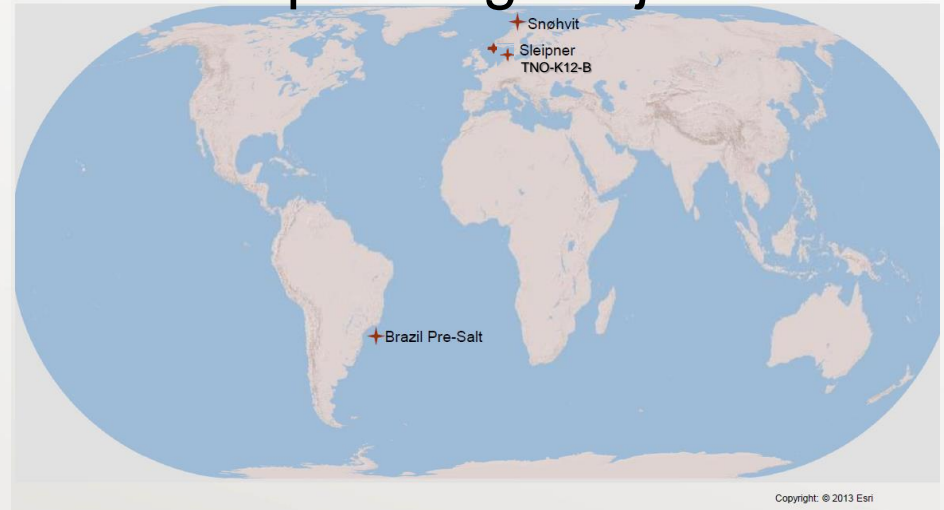 Snøhvit
Sleipner
TNO-K12-B
Brazil Pre-Salt
Copyright: © 2013 Esri